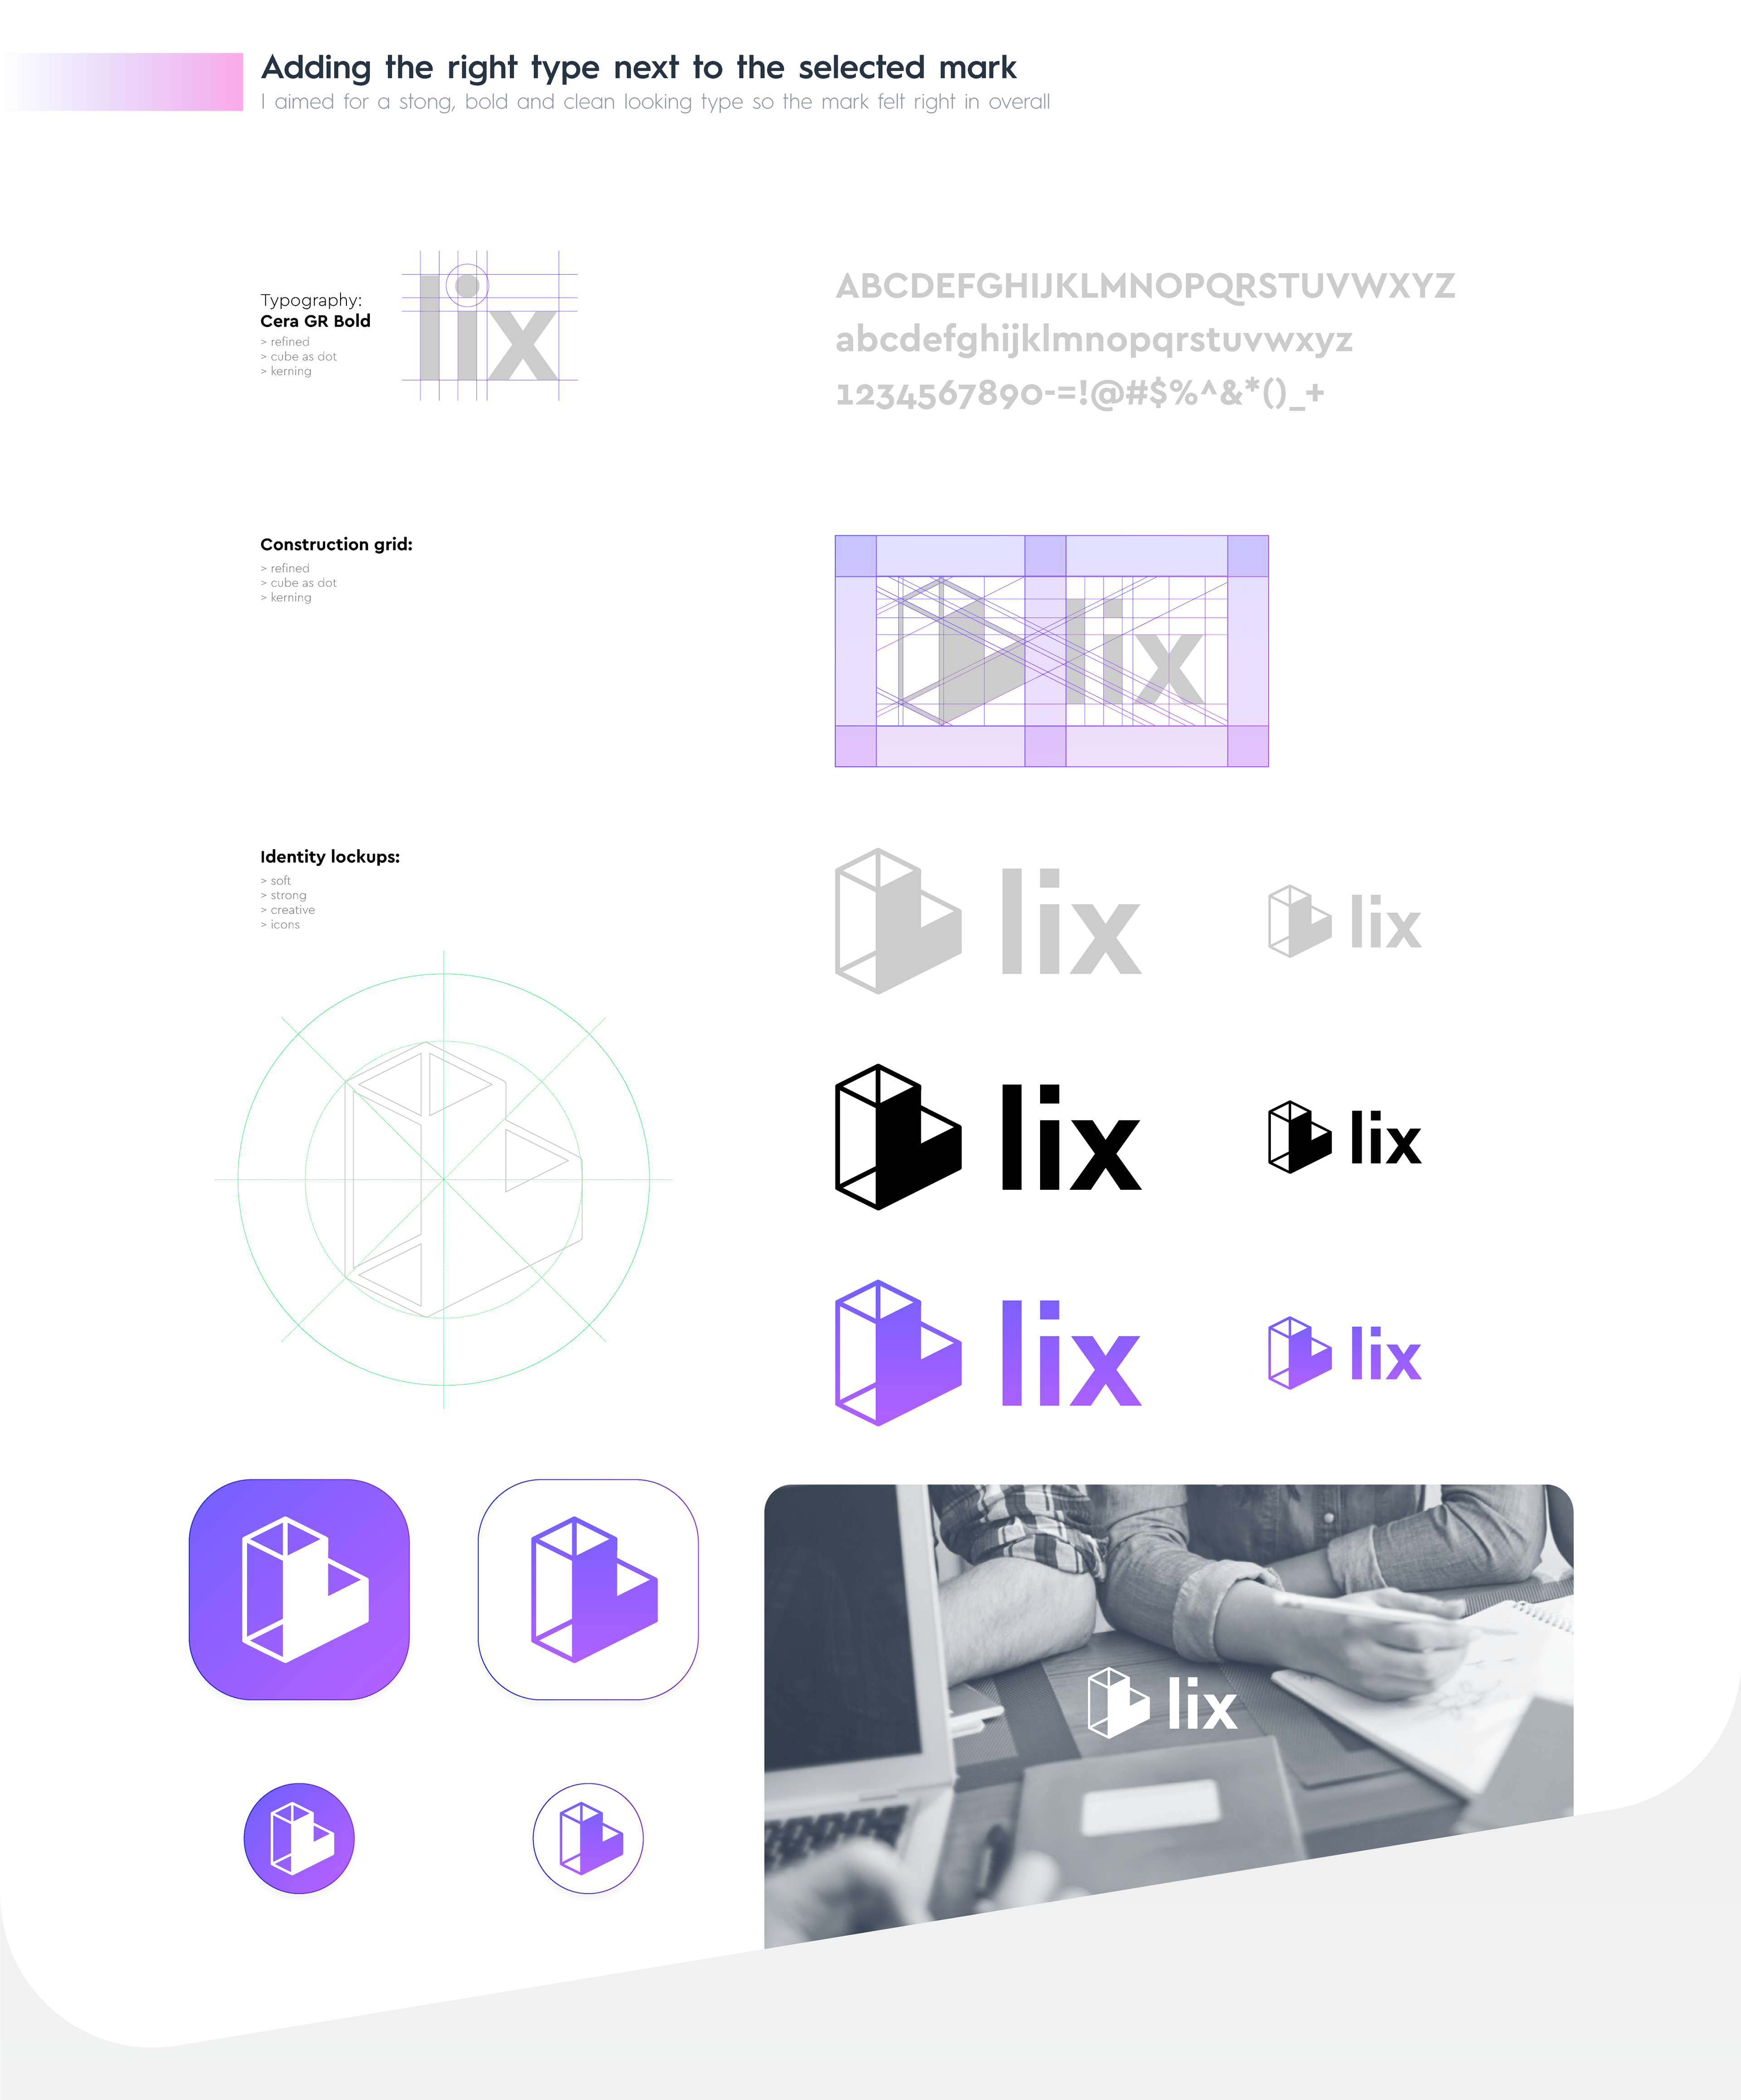 Adding the right type next to the selected mark
I aimed for a stong, bold and clean looking type so the mark felt right in overall
Typography:
Cera GR Bold
> refined
> cube as dot
> kerning
lix
ABCDEFGHIJKLMNOPQRSTUVWXYZ
abcdefghijklmnopqrstuvwxyz
1234567890-=!@#$%^&*()_+
Construction grid:
> refined
> cube as dot
> kerning
lix
Identity lockups:
> soft
> strong
> creative
> icons
lix
lix
lix
lix
lix
lix
lix